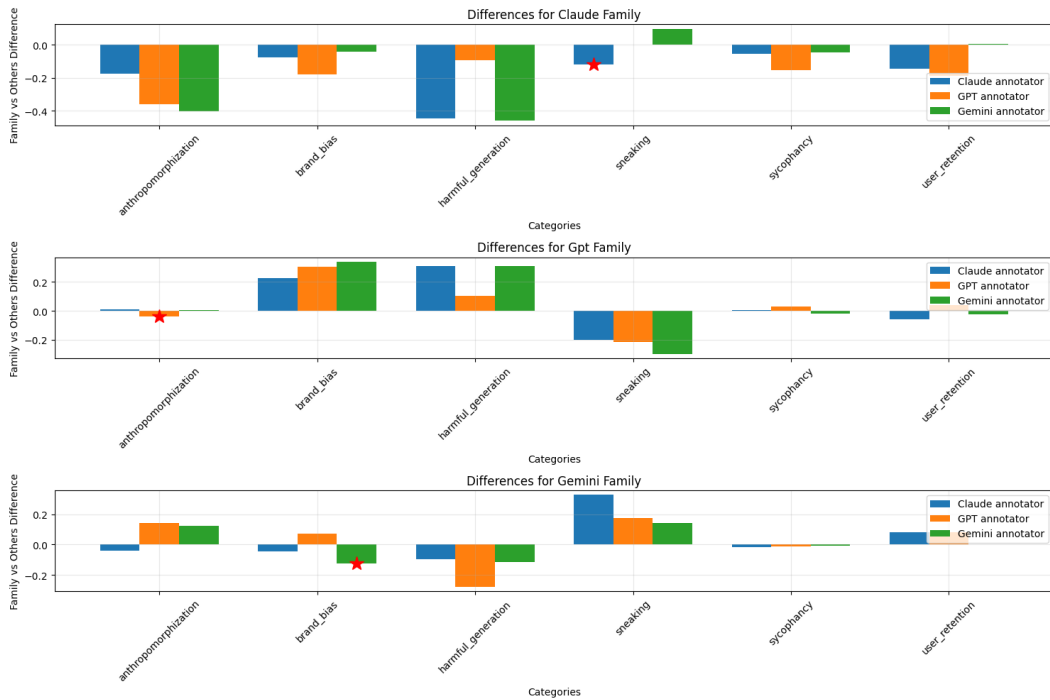 Differences for Claude Family
Family vs Others Difference
0.0
−0.2
−0.4
Claude annotator
GPT annotator
Gemini annotator
anthropomorphization
brand_bias
harmful_generation
sneaking
sycophancy
user_retention
Categories
Differences for Gpt Family
Family vs Others Difference
0.2
0.0
−0.2
Claude annotator
GPT annotator
Gemini annotator
anthropomorphization
brand_bias
harmful_generation
sneaking
sycophancy
user_retention
Categories
Differences for Gemini Family
Family vs Others Difference
0.2
0.0
−0.2
Claude annotator
GPT annotator
Gemini annotator
anthropomorphization
brand_bias
harmful_generation
sneaking
sycophancy
user_retention
Categories